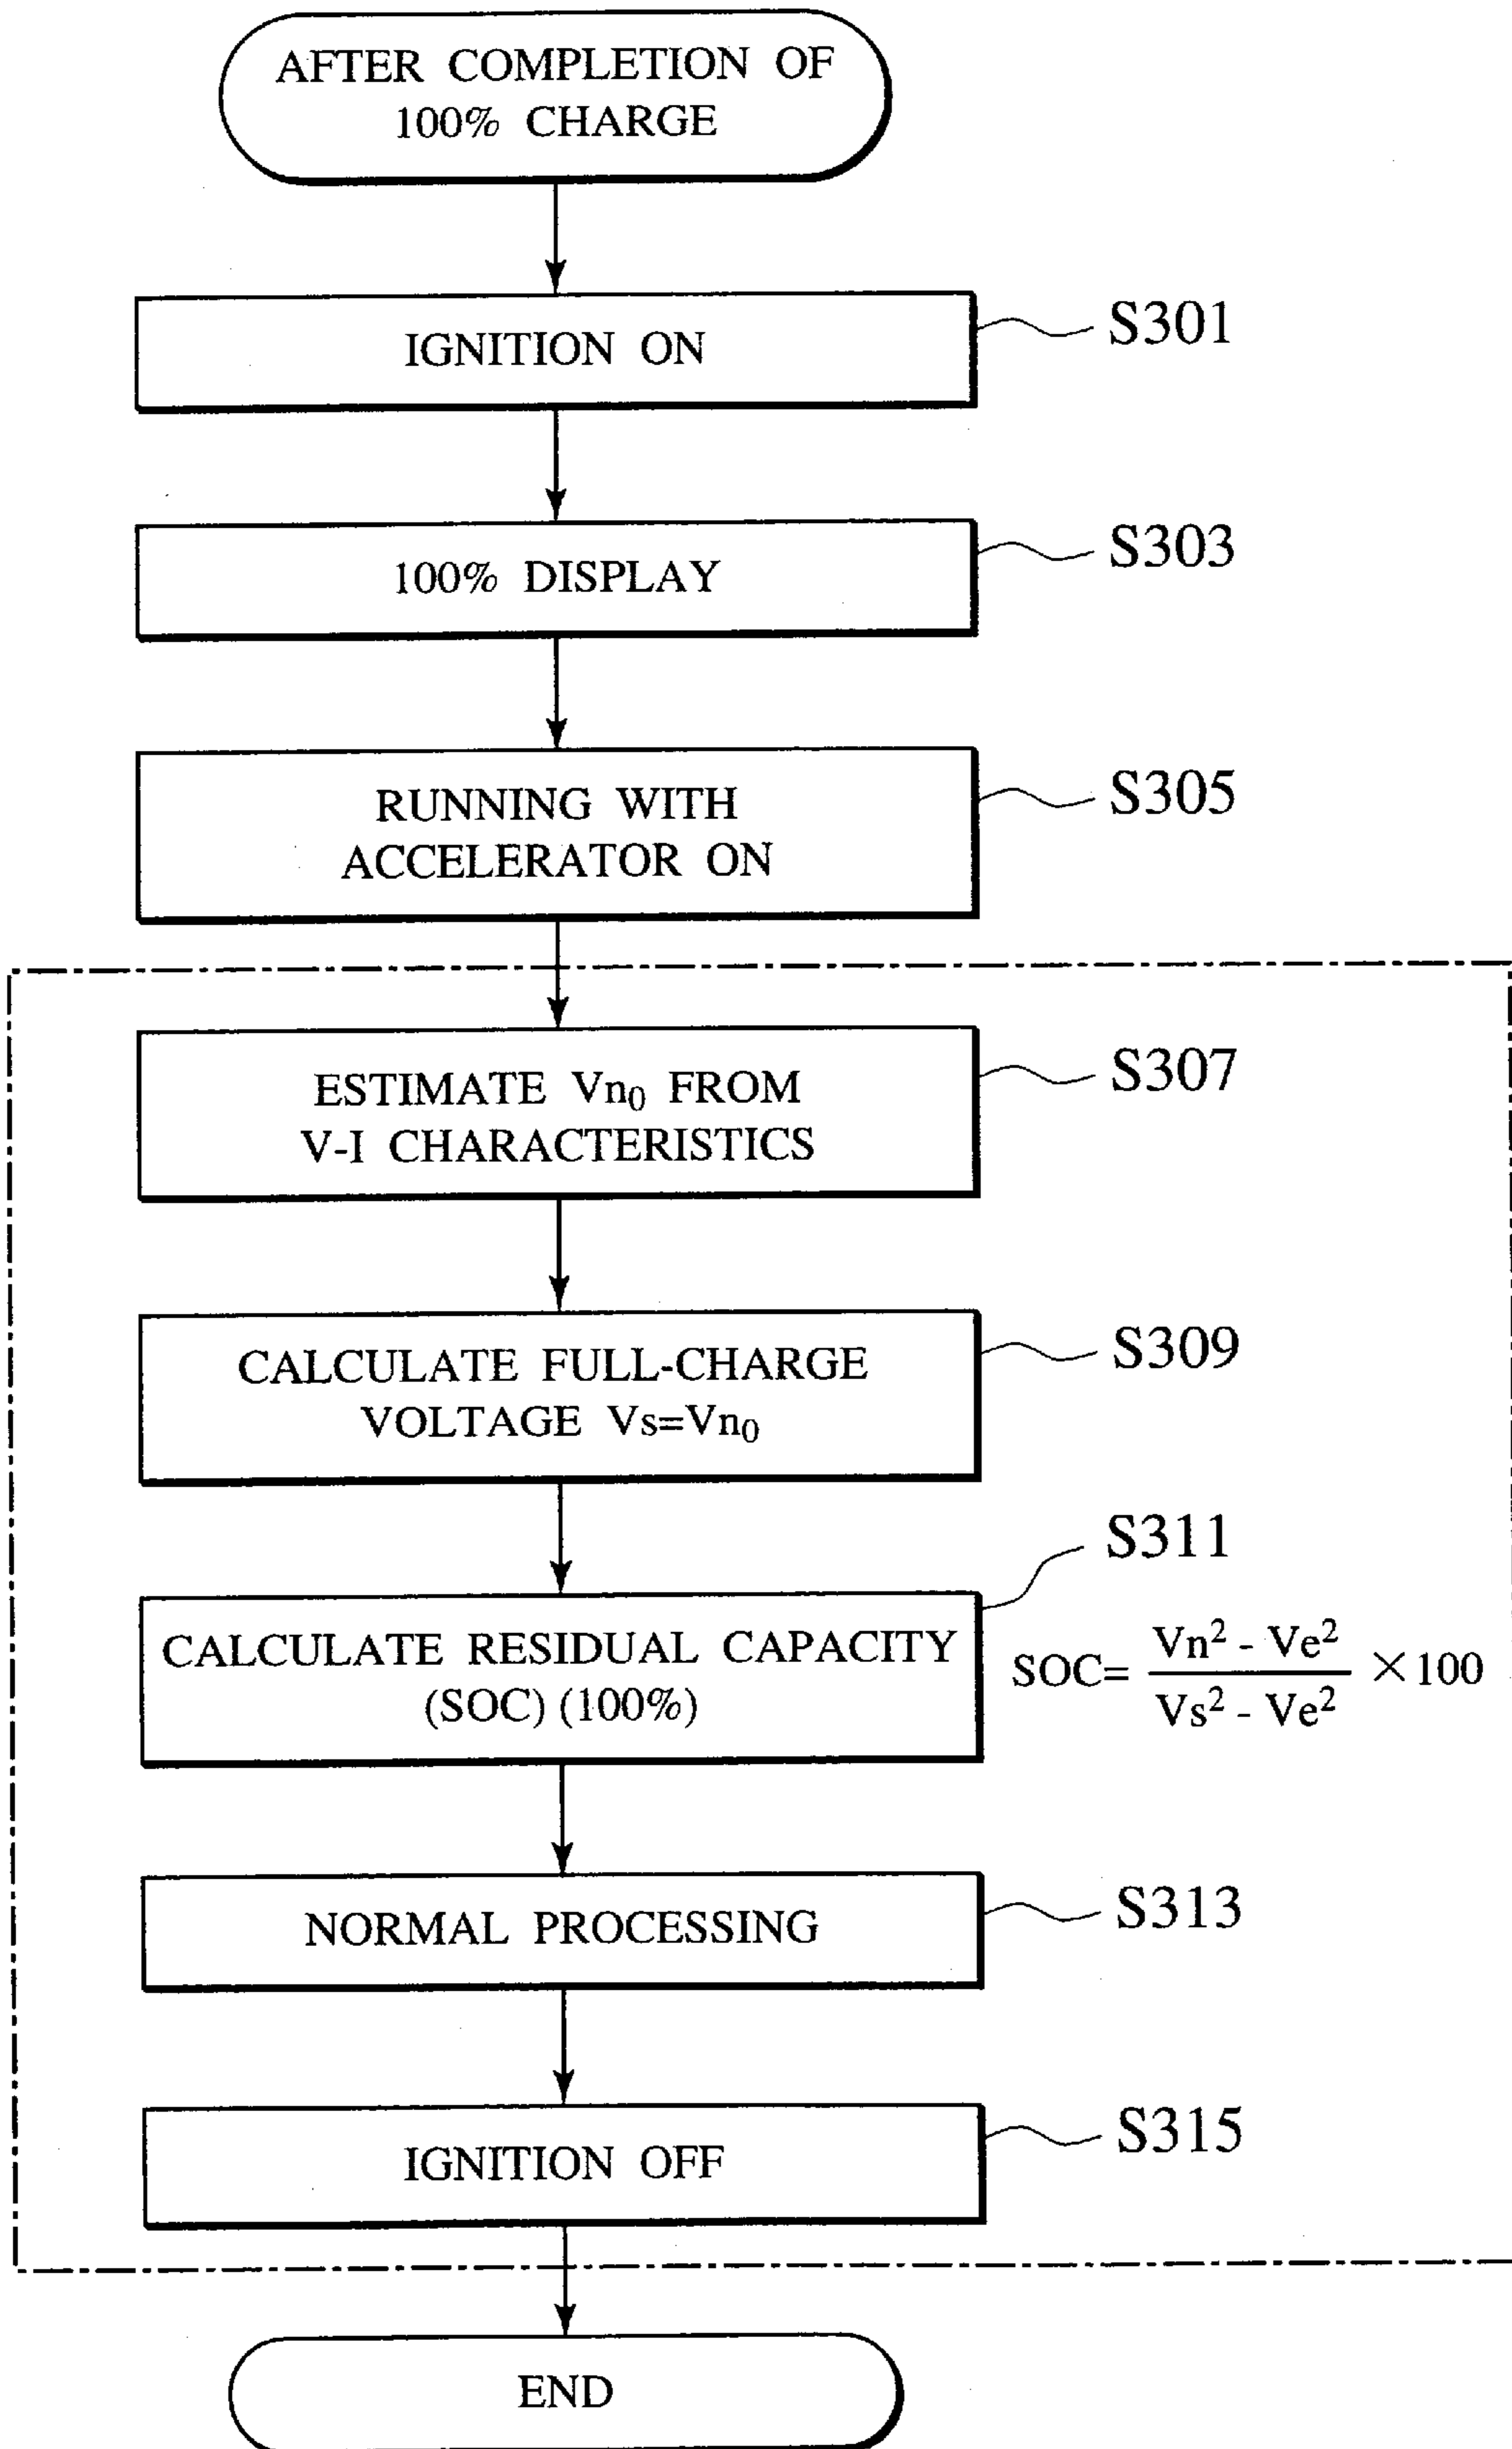 AFTER COMPLETION OF
100% CHARGE
IGNITION ON
S301
100% DISPLAY
S303
RUNNING WITH
ACCELERATOR ON
S305
ESTIMATE Vn₀ FROM
V-I CHARACTERISTICS
S307
CALCULATE FULL-CHARGE
VOLTAGE Vs=Vn₀
S309
CALCULATE RESIDUAL CAPACITY
(SOC) (100%)
S311
SOC= (Vn² - Ve²) / (Vs² - Ve²) ×100
NORMAL PROCESSING
S313
IGNITION OFF
S315
END